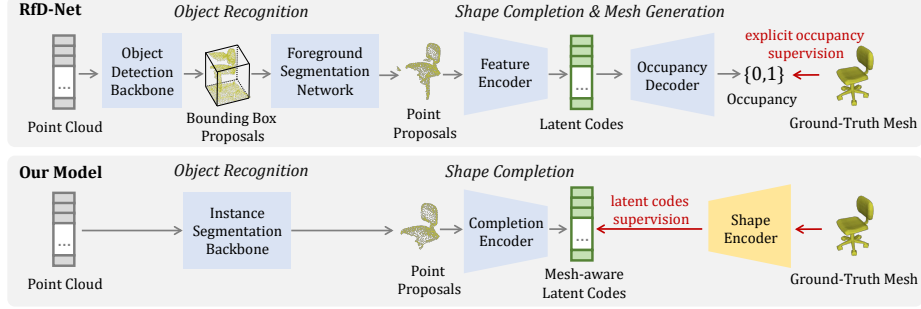 RfD-Net
Object Recognition
Shape Completion & Mesh Generation
...
Point Cloud
Object
Detection
Backbone
Bounding Box
Proposals
Foreground
Segmentation
Network
Point
Proposals
Feature
Encoder
...
Latent Codes
Occupancy
Decoder
{0,1}
Occupancy
explicit occupancy
supervision
Ground-Truth Mesh
Our Model
Object Recognition
Shape Completion
...
Point Cloud
Instance
Segmentation
Backbone
Point
Proposals
Completion
Encoder
...
Mesh-aware
Latent Codes
latent codes
supervision
Shape
Encoder
Ground-Truth Mesh